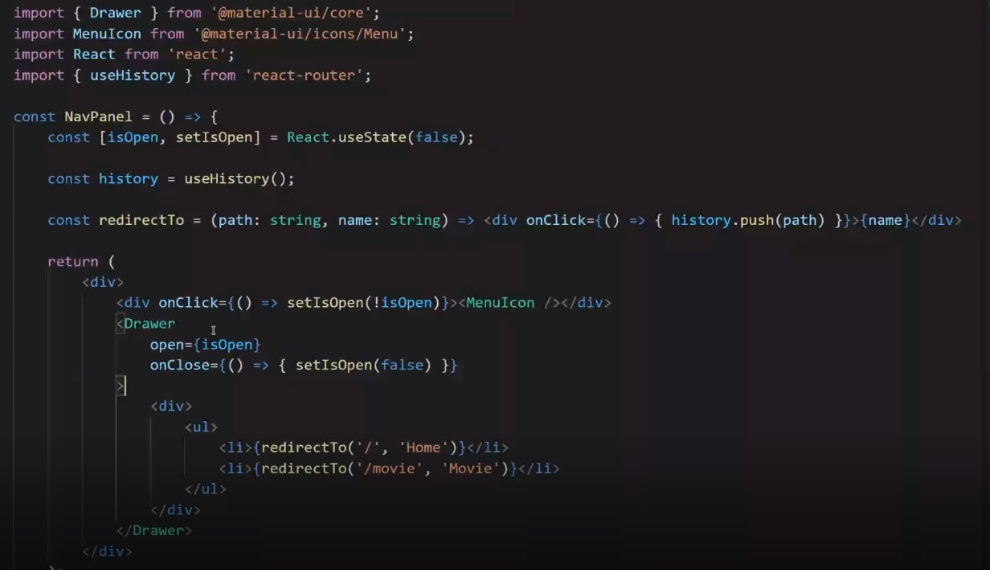 import { Drawer } from '@material-ui/core';
import MenuIcon from '@material-ui/icons/Menu';
import React from 'react';
import { useHistory } from 'react-router';
const NavPanel = () => {
const [isOpen, setIsOpen] = React.useState(false);
const history = useHistory();
const redirectTo = (path: string, name: string) => <div onClick={() => { history.push(path) }}>{name}</div>
return (
<div>
<div onClick={() => setIsOpen(!isOpen)}><MenuIcon /></div>
<Drawer
open={isOpen}
onClose={() => { setIsOpen(false) }}
>
<div>
<ul>
<li>{redirectTo('/', 'Home')}</li>
<li>{redirectTo('/movie', 'Movie')}</li>
</ul>
</div>
</Drawer>
</div>